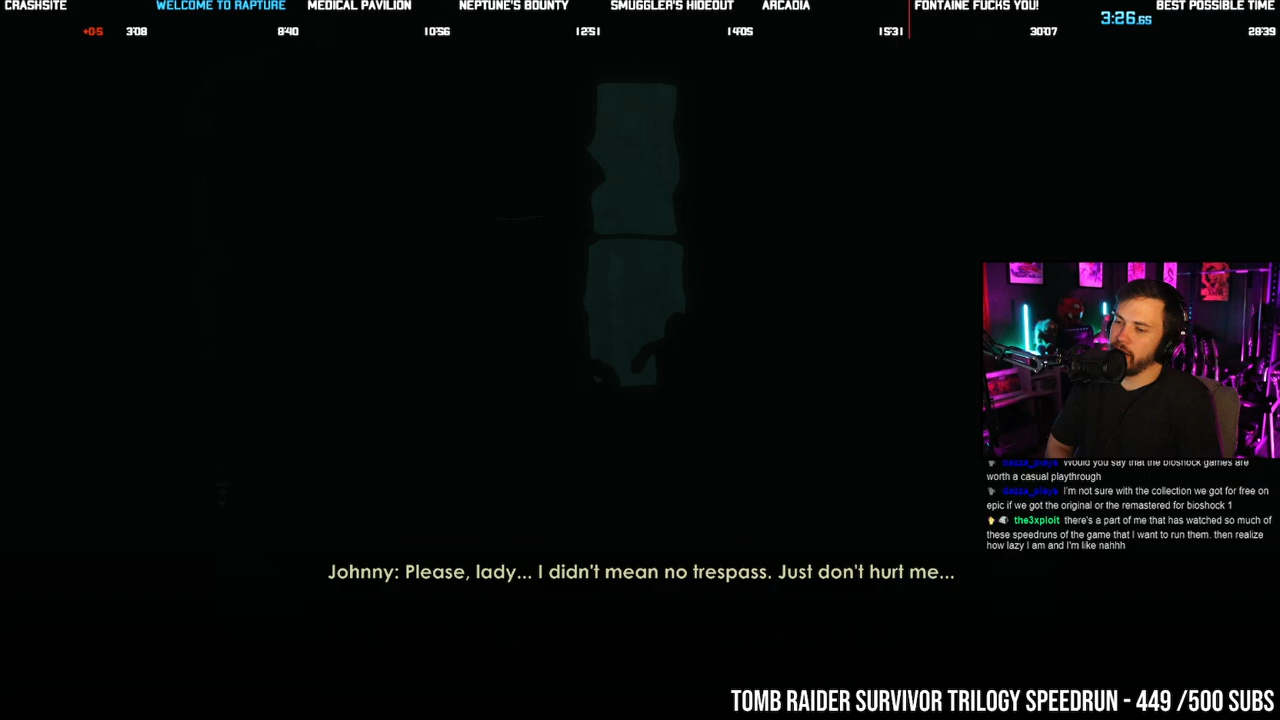 CRASHSITE WELCOME TO RAPTURE MEDICAL PAVILION NEPTUNE'S BOUNTY SMUGGLER'S HIDEOUT ARCADIA FONTAINE FUCKS YOU! 3:26.65 BEST POSSIBLE TIME
+0.5 3:08 8:40 10:56 12:51 14:05 15:31 30:07 28:39
dazza_plays Would you say that the bioshock games are
worth a casual playthrough
dazza_plays I'm not sure with the collection we got for free on
epic if we got the original or the remastered for bioshock 1
the3xploit there's a part of me that has watched so much of
these speedruns of the game that I want to run them. then realize
how lazy I am and I'm like nahhh
Johnny: Please, lady... I didn't mean no trespass. Just don't hurt me...
TOMB RAIDER SURVIVOR TRILOGY SPEEDRUN - 449 /500 SUBS